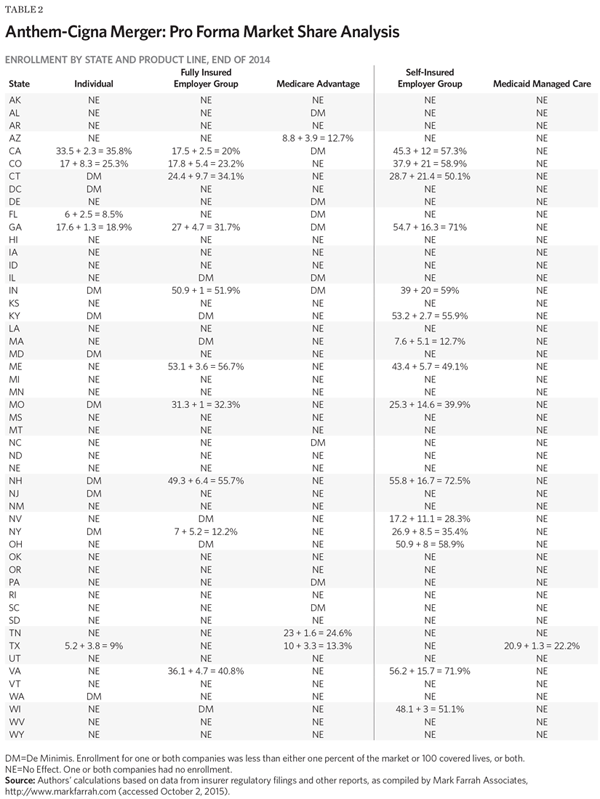 TABLE 2
Anthem-Cigna Merger: Pro Forma Market Share Analysis
ENROLLMENT BY STATE AND PRODUCT LINE, END OF 2014
State Individual Fully Insured Employer Group Medicare Advantage Self-Insured Employer Group Medicaid Managed Care
AK NE NE NE NE NE
AL NE NE DM NE NE
AR NE NE NE NE NE
AZ NE NE 8.8 + 3.9 = 12.7% NE NE
CA 33.5 + 2.3 = 35.8% 17.5 + 2.5 = 20% DM 45.3 + 12 = 57.3% NE
CO 17 + 8.3 = 25.3% 17.8 + 5.4 = 23.2% NE 37.9 + 21 = 58.9% NE
CT DM 24.4 + 9.7 = 34.1% NE 28.7 + 21.4 = 50.1% NE
DC DM NE DM NE NE
DE NE NE DM NE NE
FL 6 + 2.5 = 8.5% NE DM NE NE
GA 17.6 + 1.3 = 18.9% 27 + 4.7 = 31.7% DM 54.7 + 16.3 = 71% NE
HI NE NE NE NE NE
IA NE NE NE NE NE
ID NE NE NE NE NE
IL NE DM DM NE NE
IN DM 50.9 + 1 = 51.9% DM 39 + 20 = 59% NE
KS NE NE NE NE NE
KY DM DM NE 53.2 + 2.7 = 55.9% NE
LA NE NE NE NE NE
MA NE DM NE 7.6 + 5.1 = 12.7% NE
MD DM NE NE NE NE
ME NE 53.1 + 3.6 = 56.7% NE 43.4 + 5.7 = 49.1% NE
MI NE NE NE NE NE
MN NE NE NE NE NE
MO DM 31.3 + 1 = 32.3% NE 25.3 + 14.6 = 39.9% NE
MS NE NE NE NE NE
MT NE NE NE NE NE
NC NE NE DM NE NE
ND NE NE NE NE NE
NE NE NE NE NE NE
NH DM 49.3 + 6.4 = 55.7% NE 55.8 + 16.7 = 72.5% NE
NJ DM NE NE NE NE
NM NE NE NE NE NE
NV NE DM NE 17.2 + 11.1 = 28.3% NE
NY DM 7 + 5.2 = 12.2% NE 26.9 + 8.5 = 35.4% NE
OH NE DM NE 50.9 + 8 = 58.9% NE
OK NE NE NE NE NE
OR NE NE NE NE NE
PA NE NE DM NE NE
RI NE NE NE NE NE
SC NE NE DM NE NE
SD NE NE NE NE NE
TN NE NE 23 + 1.6 = 24.6% NE NE
TX 5.2 + 3.8 = 9% NE 10 + 3.3 = 13.3% NE 20.9 + 1.3 = 22.2%
UT NE NE NE NE NE
VA NE 36.1 + 4.7 = 40.8% NE 56.2 + 15.7 = 71.9% NE
VT NE NE NE NE NE
WA DM NE NE NE NE
WI NE DM NE 48.1 + 3 = 51.1% NE
WV NE NE NE NE NE
WY NE NE NE NE NE
DM=De Minimis. Enrollment for one or both companies was less than either one percent of the market or 100 covered lives, or both.
NE=No Effect. One or both companies had no enrollment.
Source: Authors' calculations based on data from insurer regulatory filings and other reports, as compiled by Mark Farrah Associates,
http://www.markfarrah.com (accessed October 2, 2015).